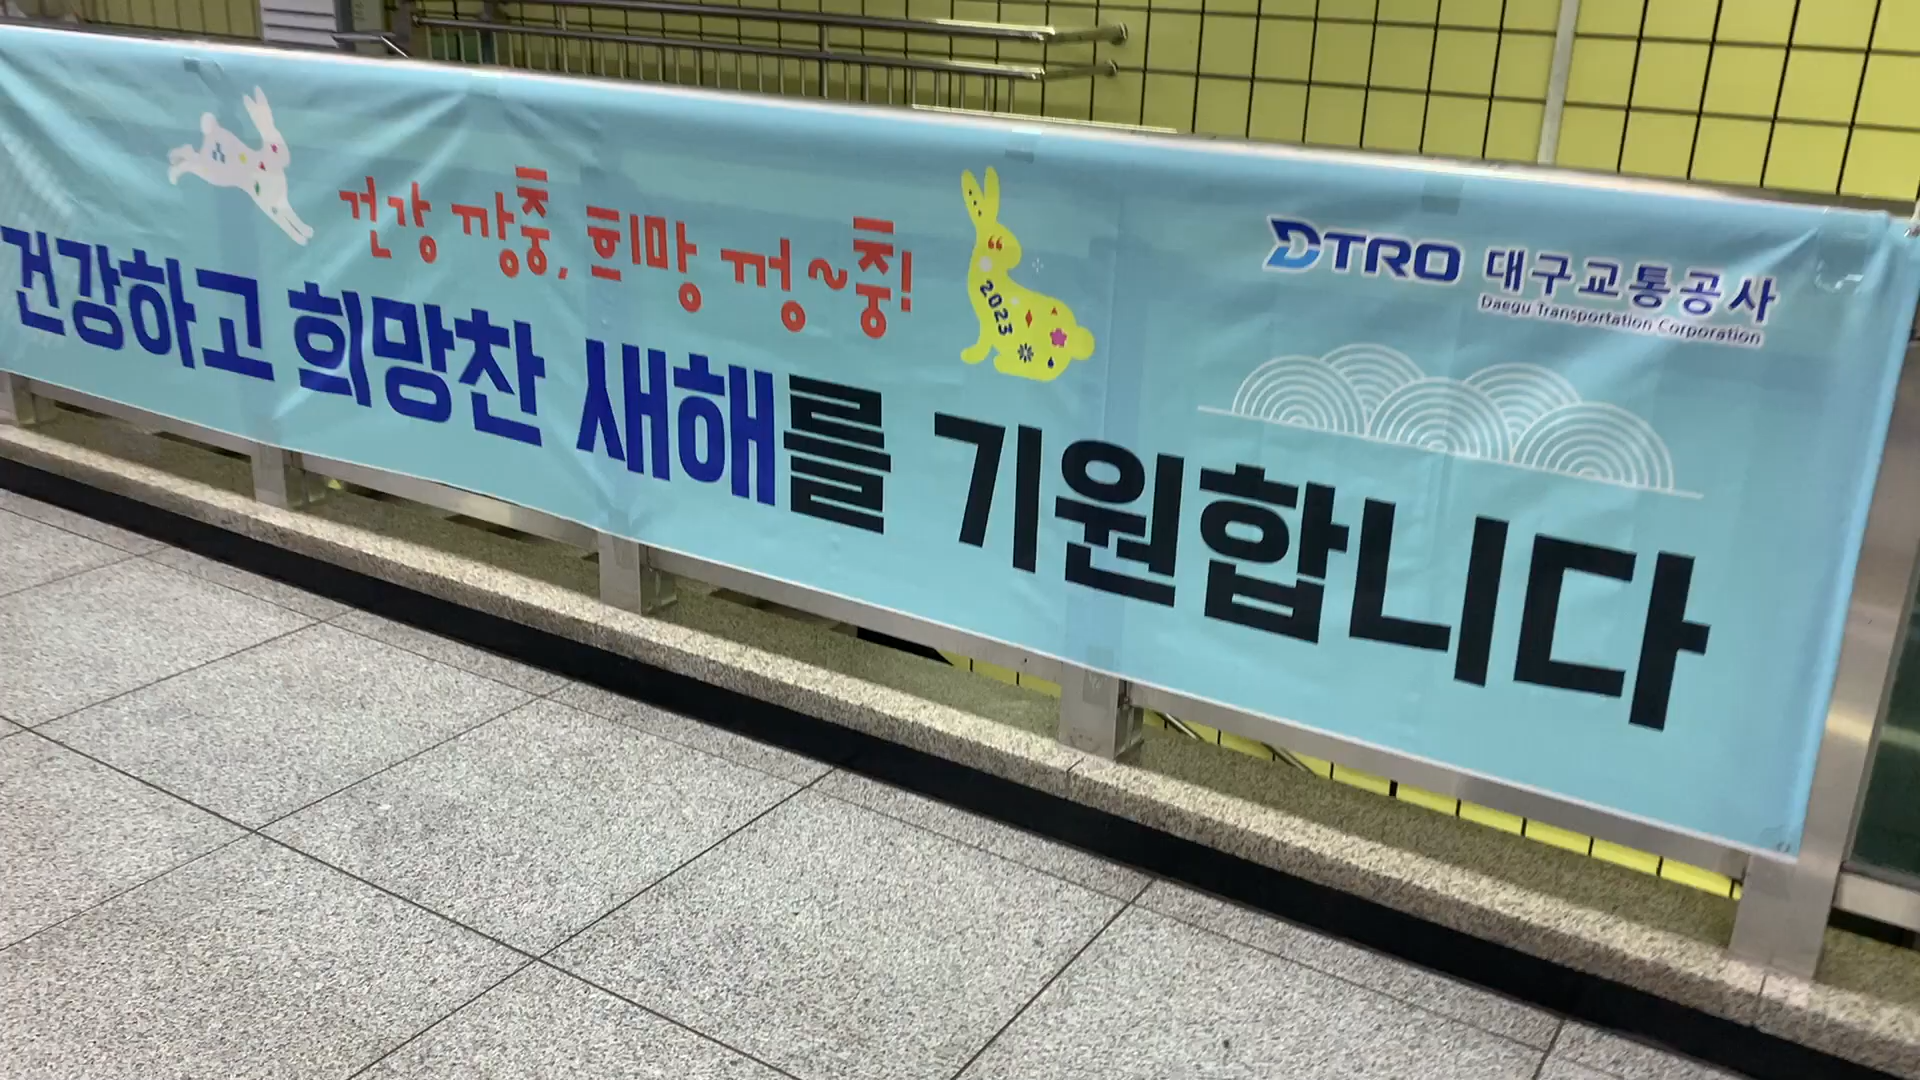 건강 깡충, 희망 껑~충!
2023
DTRO 대구교통공사
Daegu Transportation Corporation
건강하고 희망찬 새해를 기원합니다